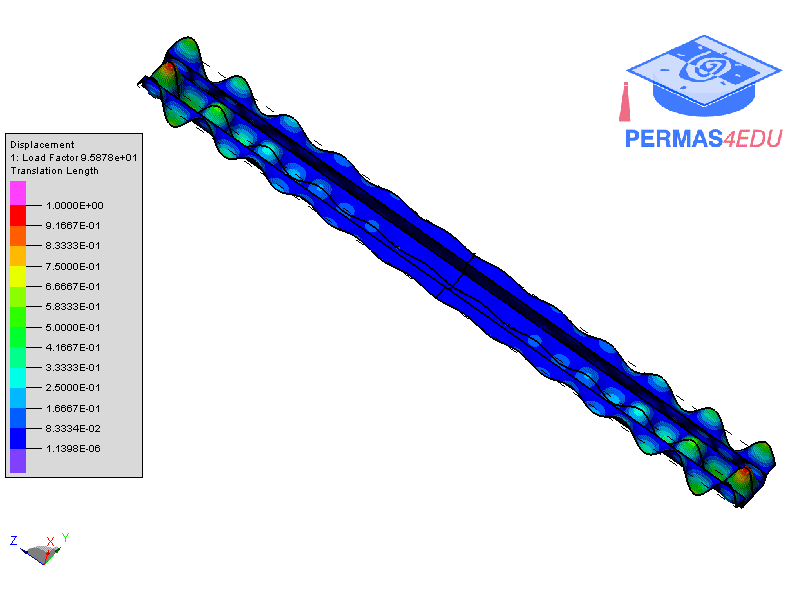 PERMAS4EDU
Displacement
1: Load Factor 9.5878e+01
Translation Length
1.0000E+00
9.1667E-01
8.3333E-01
7.5000E-01
6.6667E-01
5.8333E-01
5.0000E-01
4.1667E-01
3.3333E-01
2.5000E-01
1.6667E-01
8.3334E-02
1.1398E-06
Z X Y